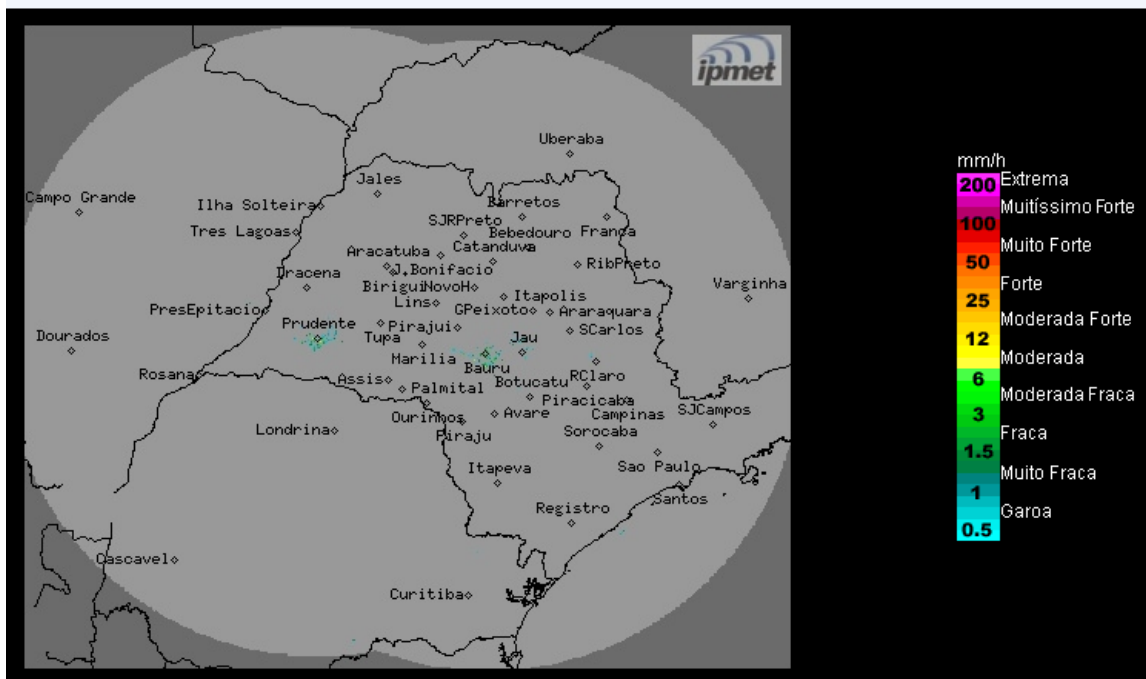 ipmet
Uberaba
Jales
Campo Grande
Ilha Solteira
Barretos
SJRPreto
Tres Lagoas
Bebedouro
Franca
Aracatuba
Catanduva
J.Bonifacio
RibPreto
Dracena
Birigui
NovoH
Varginha
Lins
Itapolis
PresEpitacio
GPeixoto
Araraquara
Prudente
Pirajui
SCarlos
Dourados
Tupa
Jau
Marilia
Bauru
RClaro
Rosana
Assis
Botucatu
Palmital
Piracicaba
Ourinhos
Avare
Campinas
SJCampos
Londrina
Piraju
Sorocaba
Itapeva
Sao Paulo
Santos
Registro
Cascavel
Curitiba
mm/h
200 Extrema
Muitíssimo Forte
100
Muito Forte
50
Forte
25
Moderada Forte
12
Moderada
6
Moderada Fraca
3
Fraca
1.5
Muito Fraca
1
Garoa
0.5